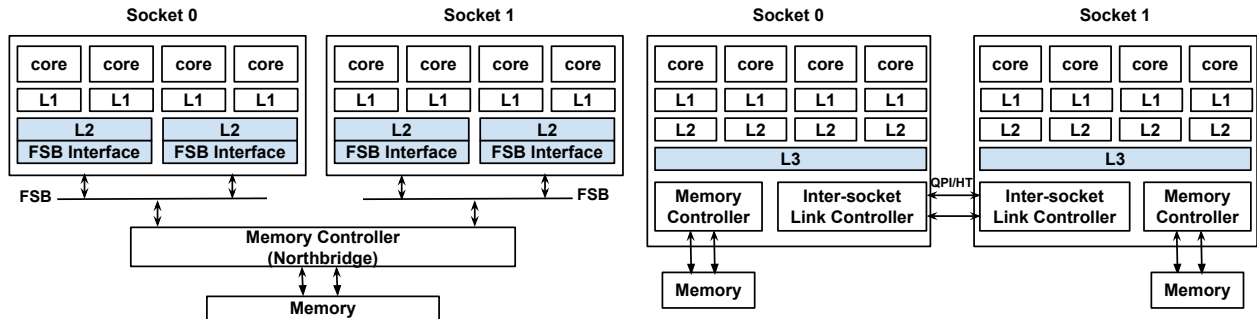 Socket 0
Socket 1
core core core core
L1 L1 L1 L1
L2 L2
FSB Interface FSB Interface
core core core core
L1 L1 L1 L1
L2 L2
FSB Interface FSB Interface
FSB
FSB
Memory Controller
(Northbridge)
Memory
Socket 0
Socket 1
core core core core
L1 L1 L1 L1
L2 L2 L2 L2
L3
Memory
Controller
Inter-socket
Link Controller
QPI/HT
core core core core
L1 L1 L1 L1
L2 L2 L2 L2
L3
Inter-socket
Link Controller
Memory
Controller
Memory
Memory